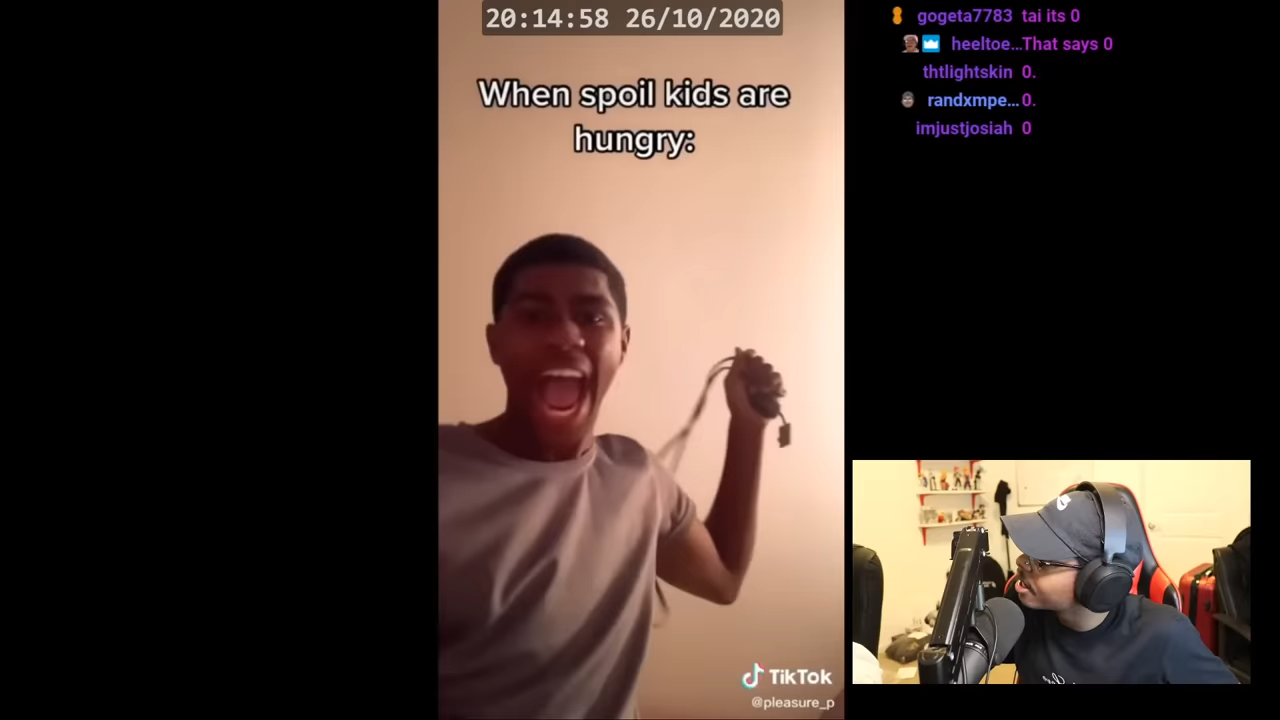 20:14:58 26/10/2020
When spoil kids are
hungry:
TikTok
@pleasure_p
gogeta7783 tai its 0
heeltoe…That says 0
thtlightskin 0.
randxmpe…0.
imjustjosiah 0